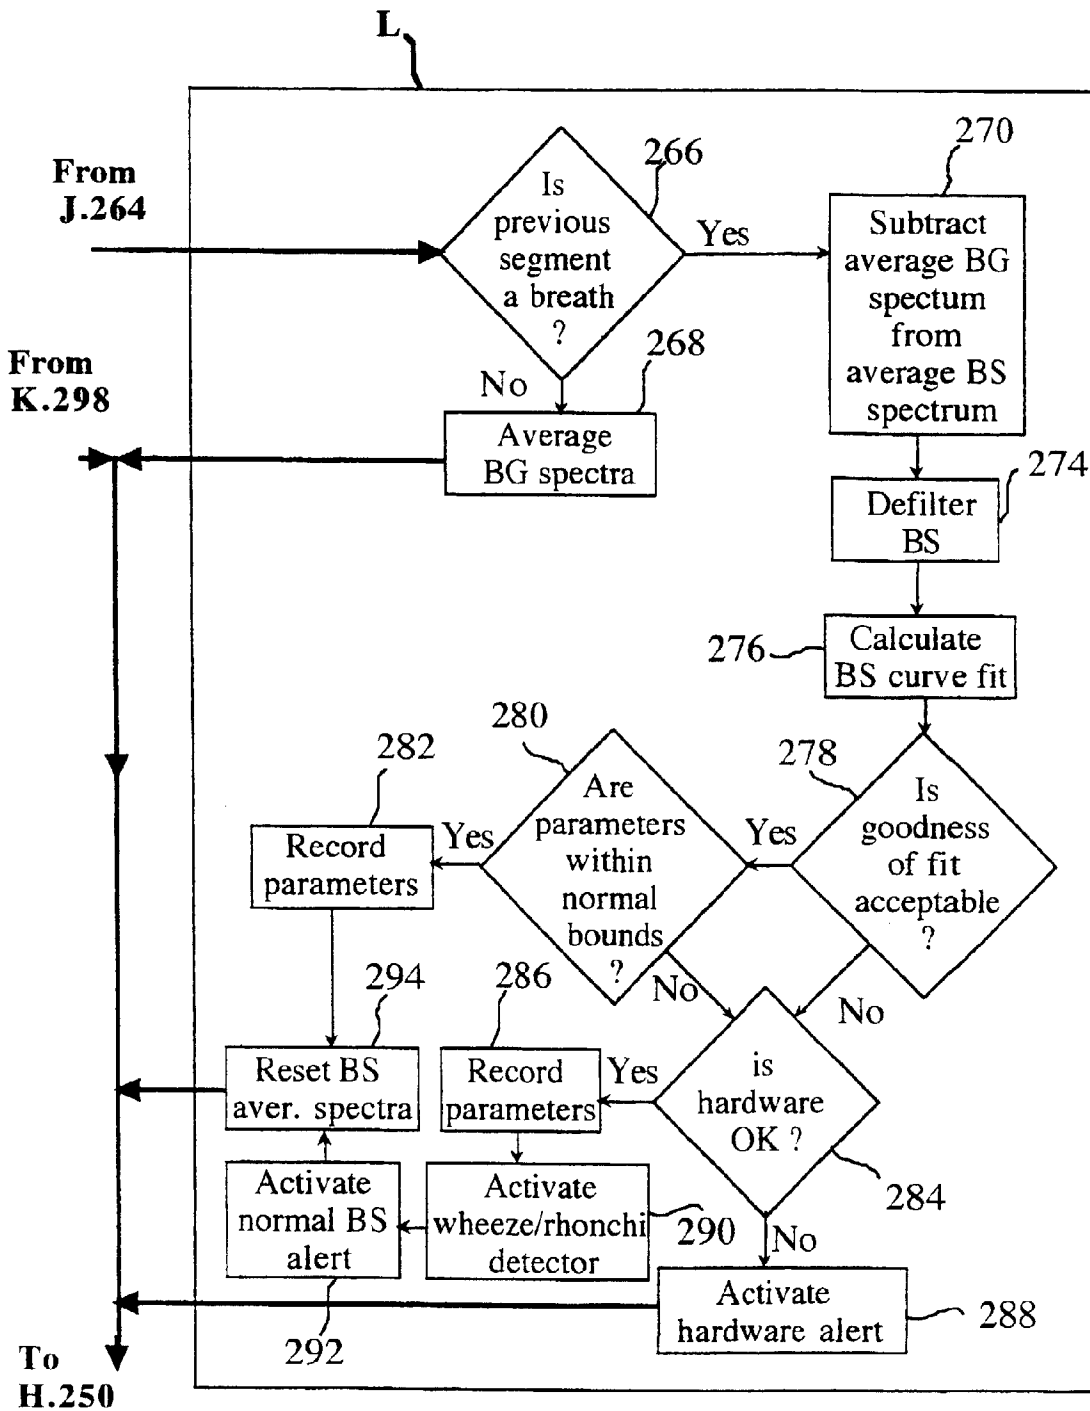 L
From
J.264
266
Is
previous
segment
a breath
?
Yes
270
Subtract
average BG
spectum
from
average BS
spectrum
From
K.298
No
268
Average
BG spectra
274
Defilter
BS
276
Calculate
BS curve fit
278
Is
goodness
of fit
acceptable
?
Yes
No
280
Are
parameters
within
normal
bounds
?
Yes
No
282
Record
parameters
294
Reset BS
aver. spectra
286
Record
parameters
Yes
is
hardware
OK ?
284
No
Activate
normal BS
alert
292
Activate
wheeze/rhonchi
detector
290
Activate
hardware alert
288
To
H.250